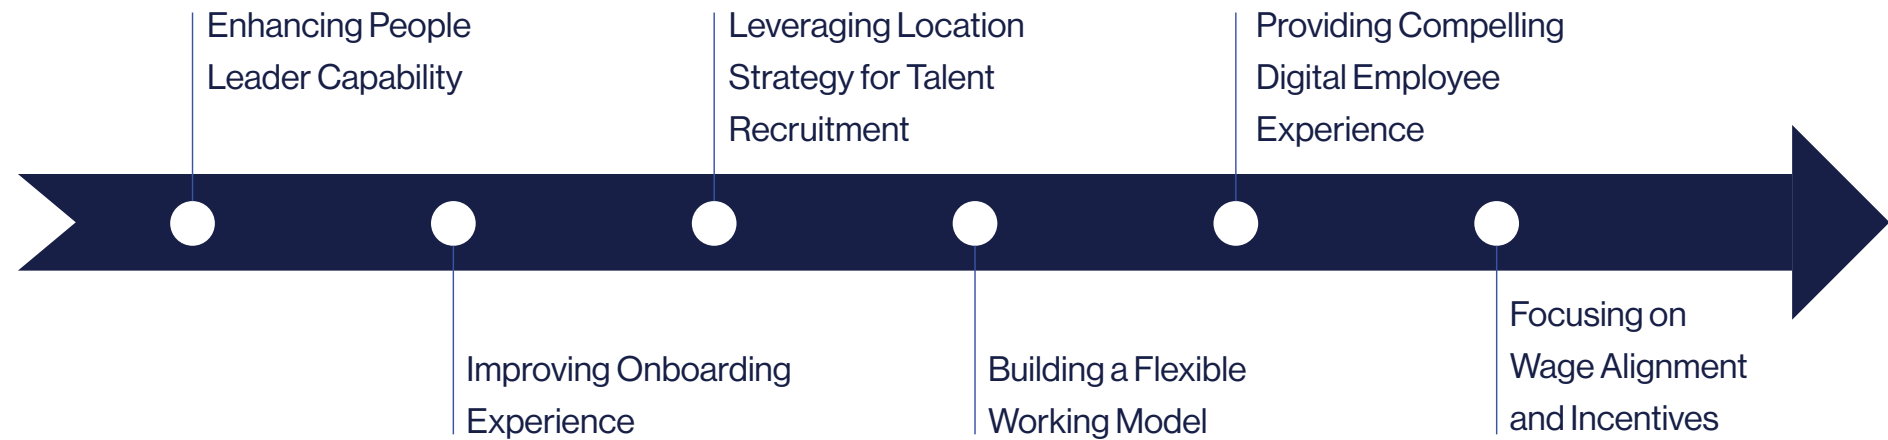 Enhancing People
Leader Capability
Improving Onboarding
Experience
Leveraging Location
Strategy for Talent
Recruitment
Building a Flexible
Working Model
Providing Compelling
Digital Employee
Experience
Focusing on
Wage Alignment
and Incentives